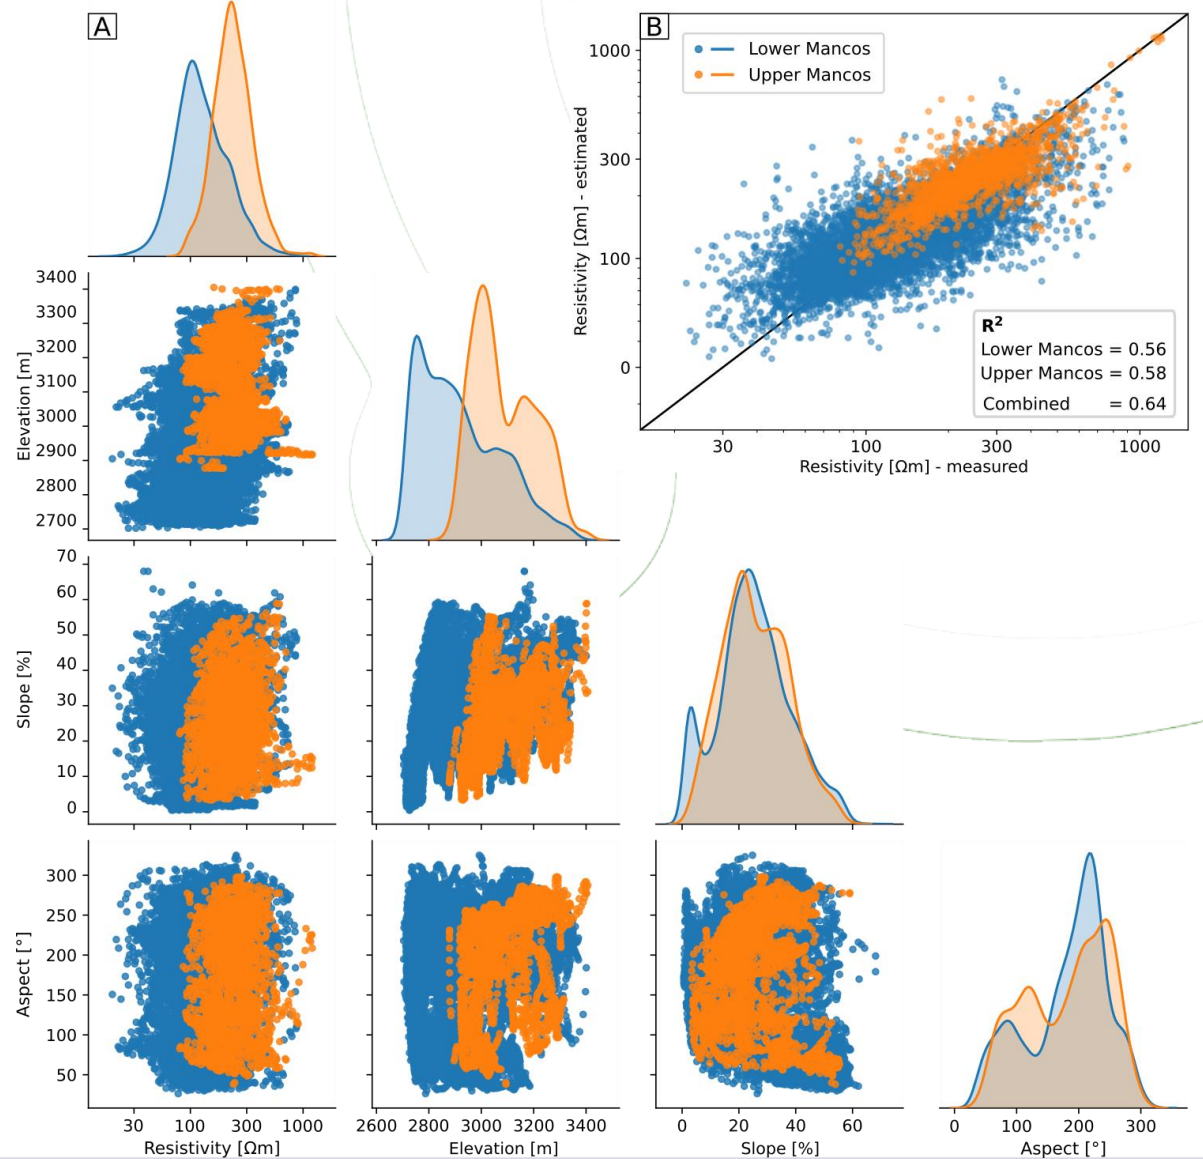 A
B
Lower Mancos
Upper Mancos
1000
300
100
0
Resistivity [Ωm] - estimated
R²
Lower Mancos = 0.56
Upper Mancos = 0.58
Combined = 0.64
30 100 300 1000
Resistivity [Ωm] - measured
3400
3300
3200
3100
3000
2900
2800
2700
Elevation [m]
70
60
50
40
30
20
10
0
Slope [%]
300
250
200
150
100
50
Aspect [°]
30 100 300 1000
2600 2800 3000 3200 3400
0 20 40 60
0 100 200 300
Resistivity [Ωm]
Elevation [m]
Slope [%]
Aspect [°]